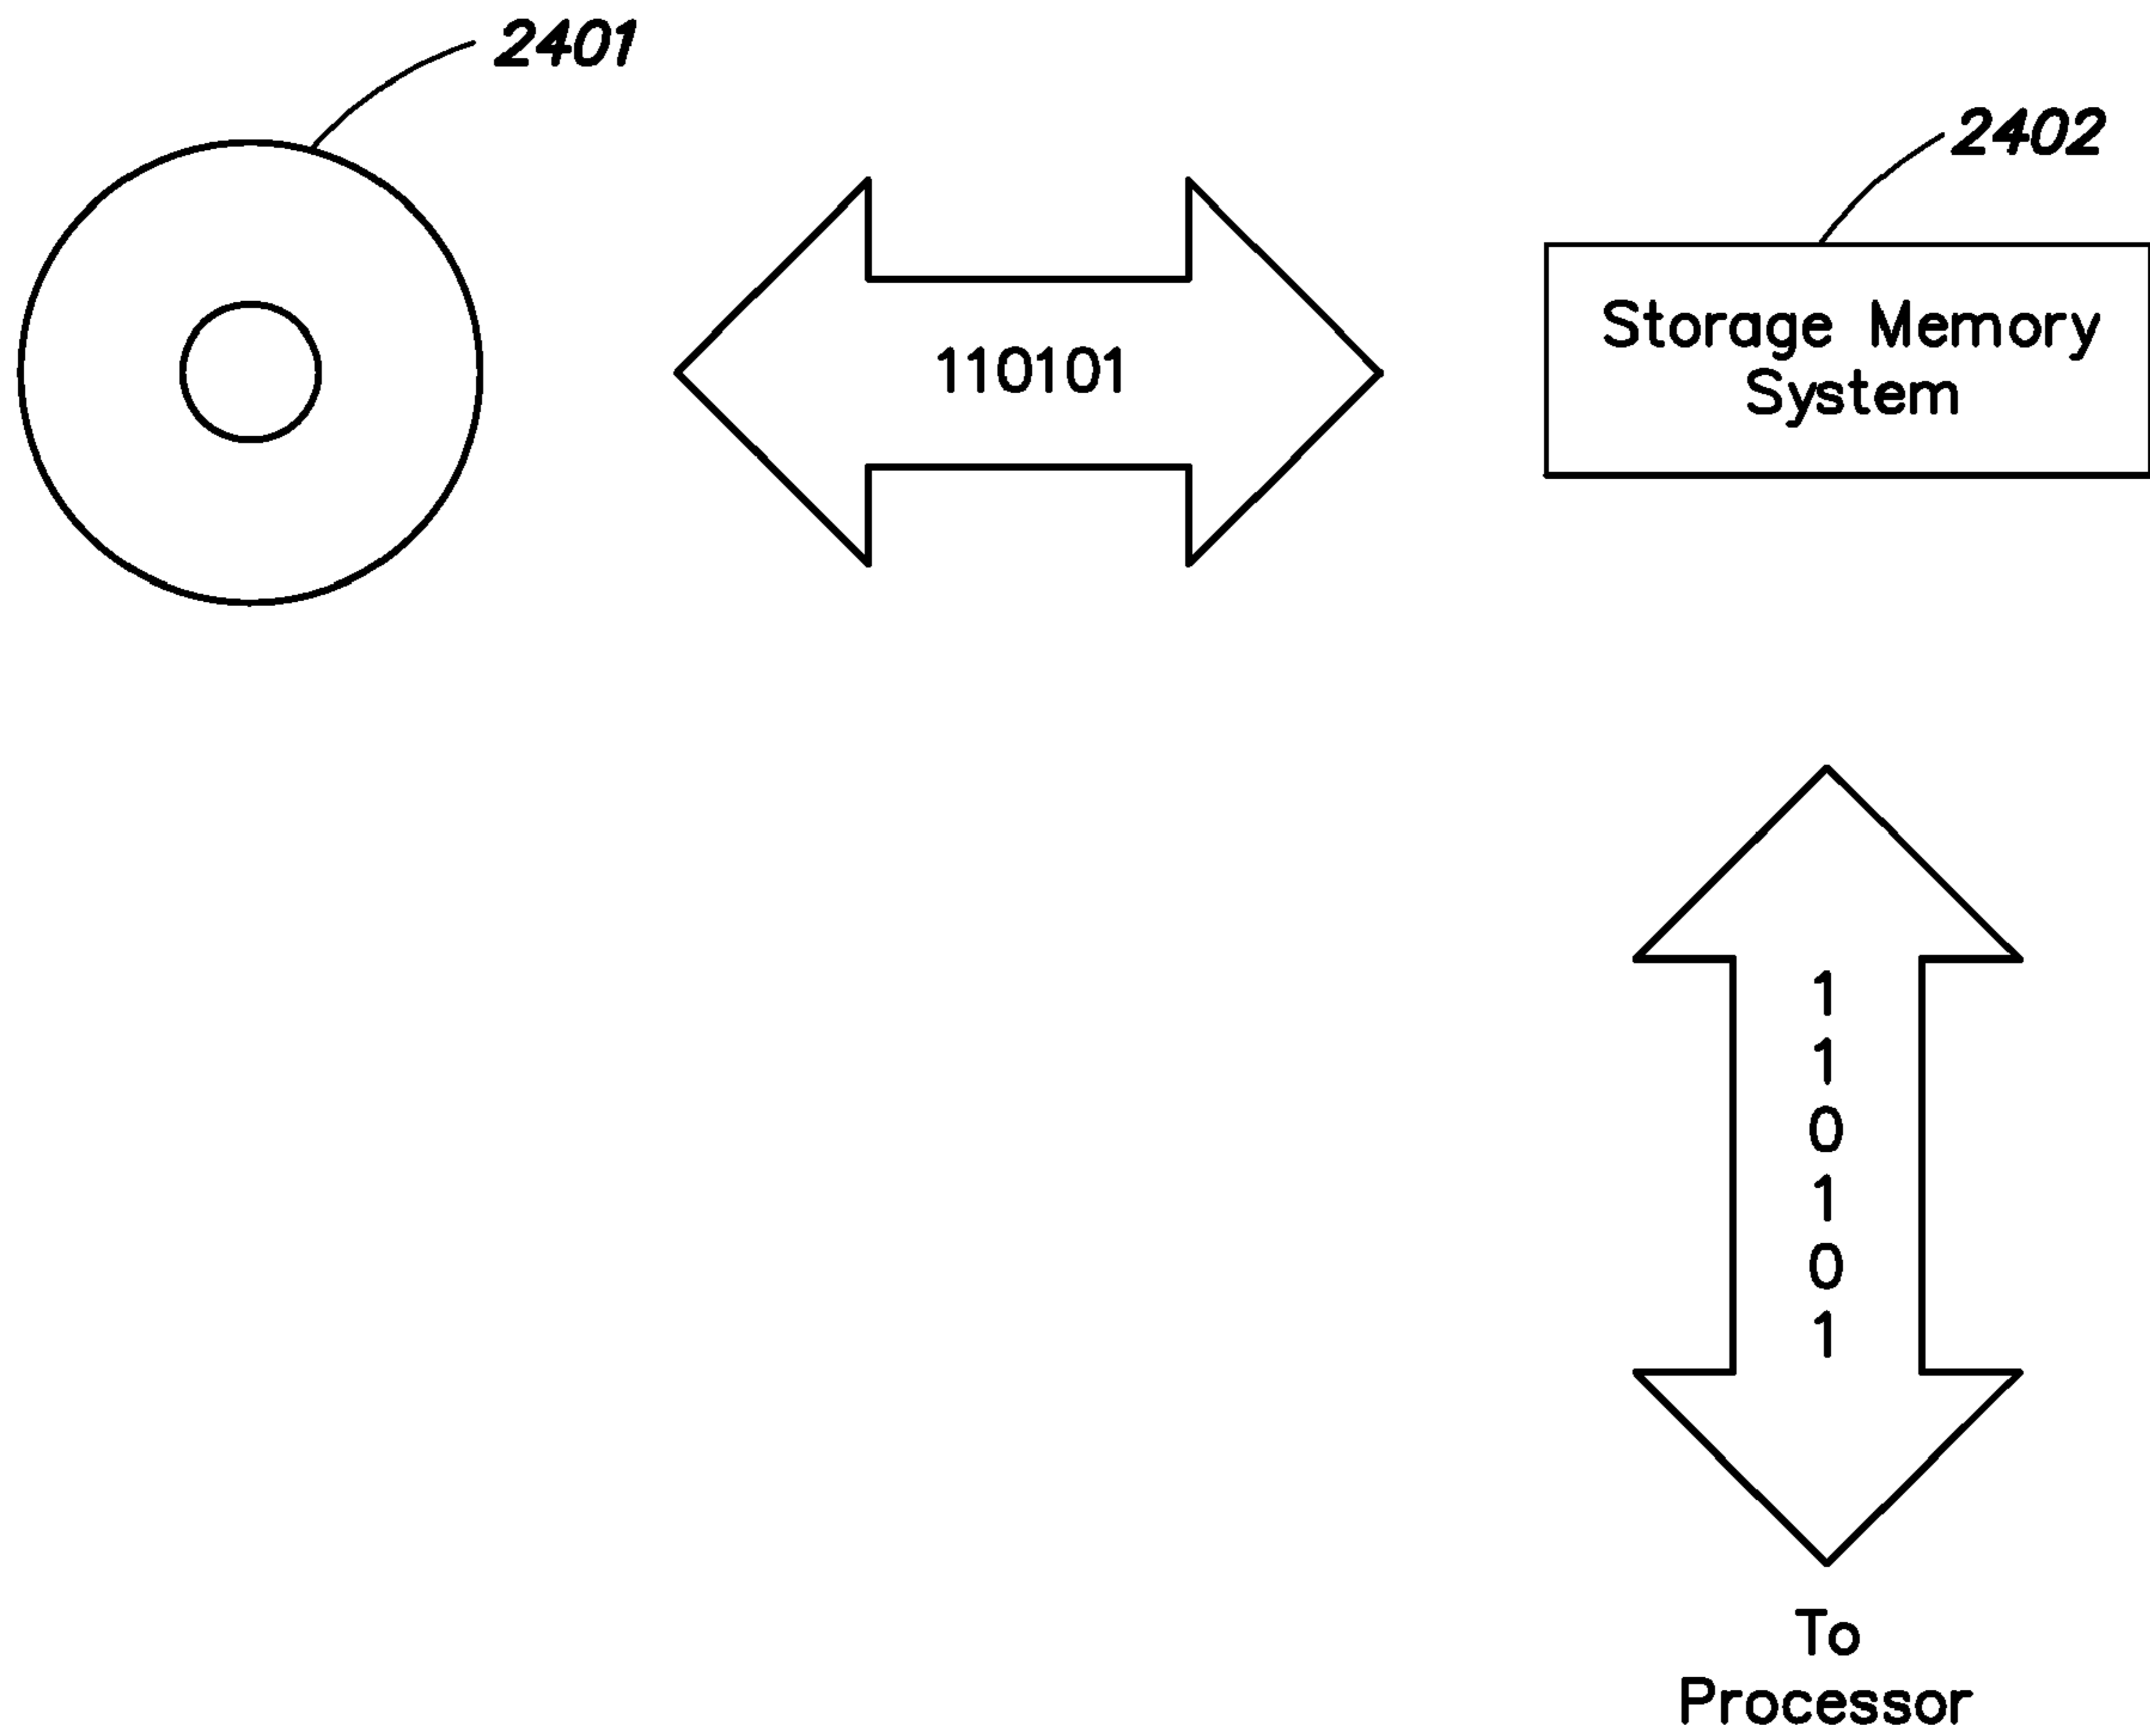 2401
2402
110101
Storage Memory
System
1
1
0
1
0
1
To
Processor